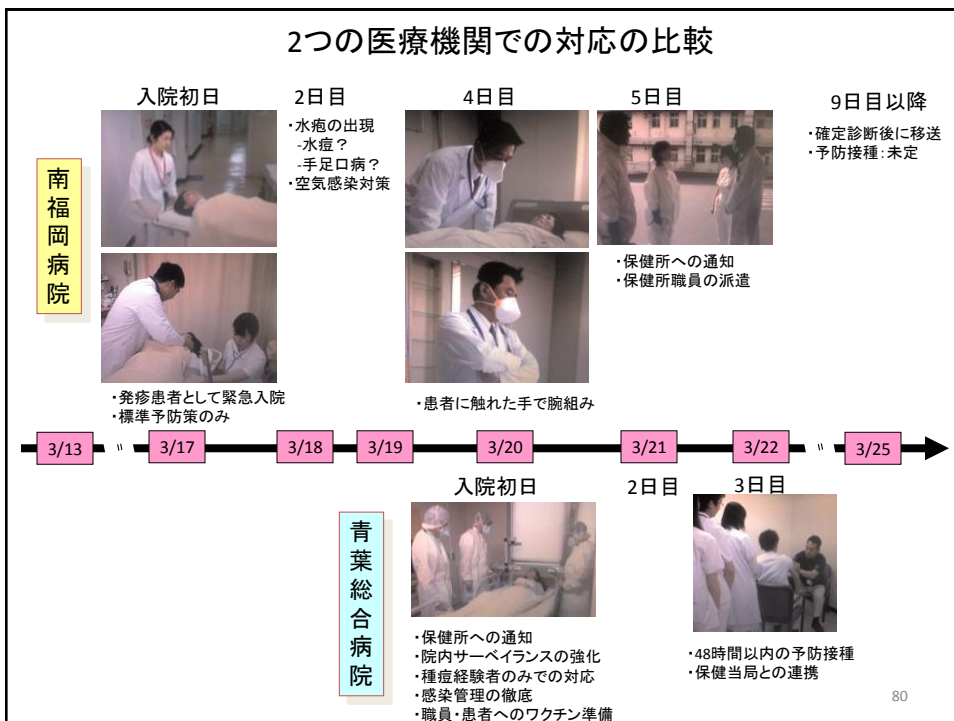 2つの医療機関での対応の比較
南福岡病院
入院初日
・発疹患者として緊急入院
・標準予防策のみ
2日目
・水疱の出現
-水痘？
-手足口病？
・空気感染対策
4日目
・患者に触れた手で腕組み
5日目
・保健所への通知
・保健所職員の派遣
9日目以降
・確定診断後に移送
・予防接種：未定
3/13 〃 3/17 3/18 3/19 3/20 3/21 3/22 〃 3/25
青葉総合病院
入院初日
・保健所への通知
・院内サーベイランスの強化
・種痘経験者のみでの対応
・感染管理の徹底
・職員・患者へのワクチン準備
2日目
3日目
・48時間以内の予防接種
・保健当局との連携
80